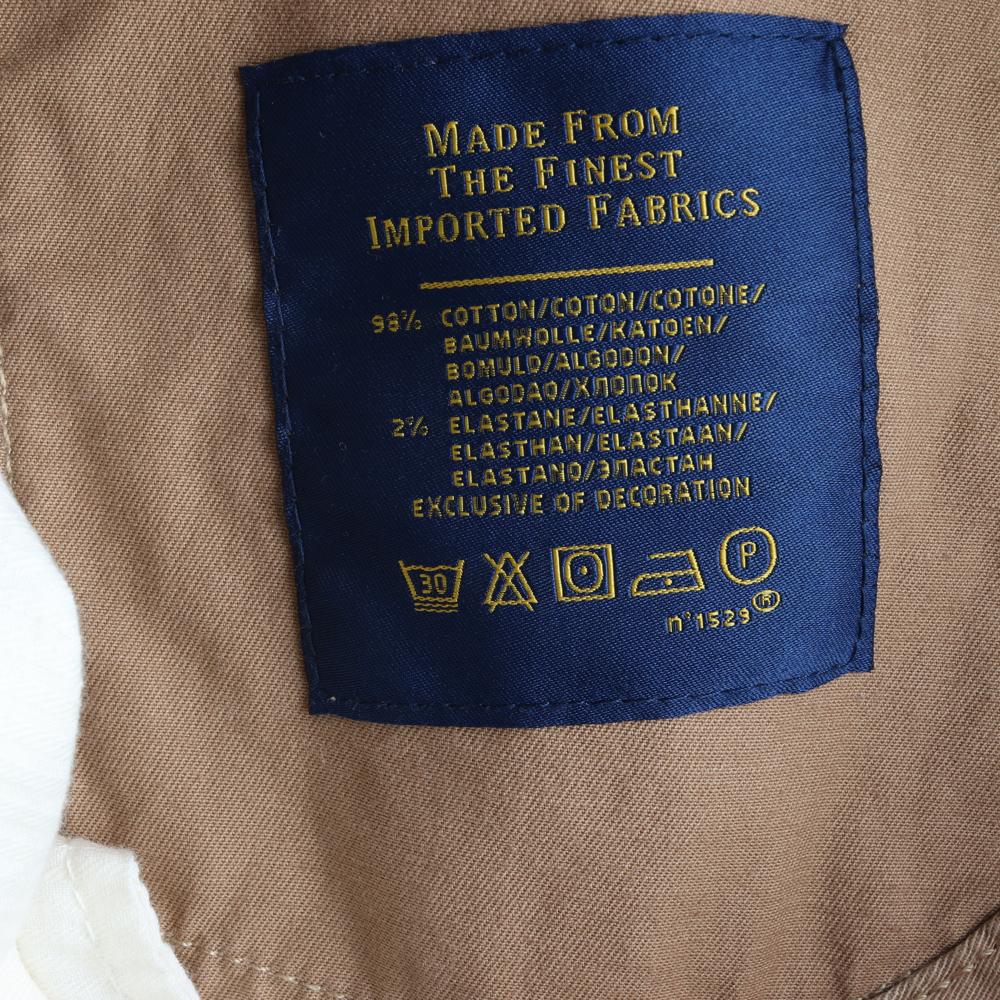 MADE FROM
THE FINEST
IMPORTED FABRICS
98% COTTON/COTON/COTONE/
BAUMWOLLE/KATOEN/
BOMULD/ALGODON/
ALGODAO/ХЛОПОК
2% ELASTANE/ELASTHANNE/
ELASTHAN/ELASTAAN/
ELASTANO/ЭЛАСТАН
EXCLUSIVE OF DECORATION
30 P
n°1529 ®